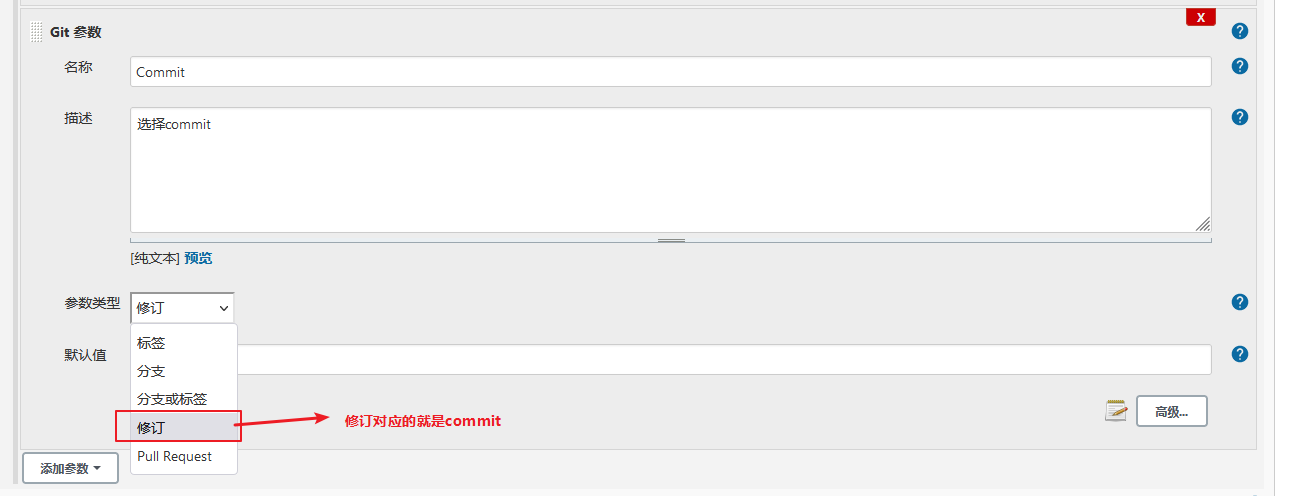 X
Git 参数
名称
Commit
描述
选择commit
[纯文本] 预览
参数类型
修订
标签
默认值
分支
分支或标签
修订
修订对应的就是commit
高级...
Pull Request
添加参数